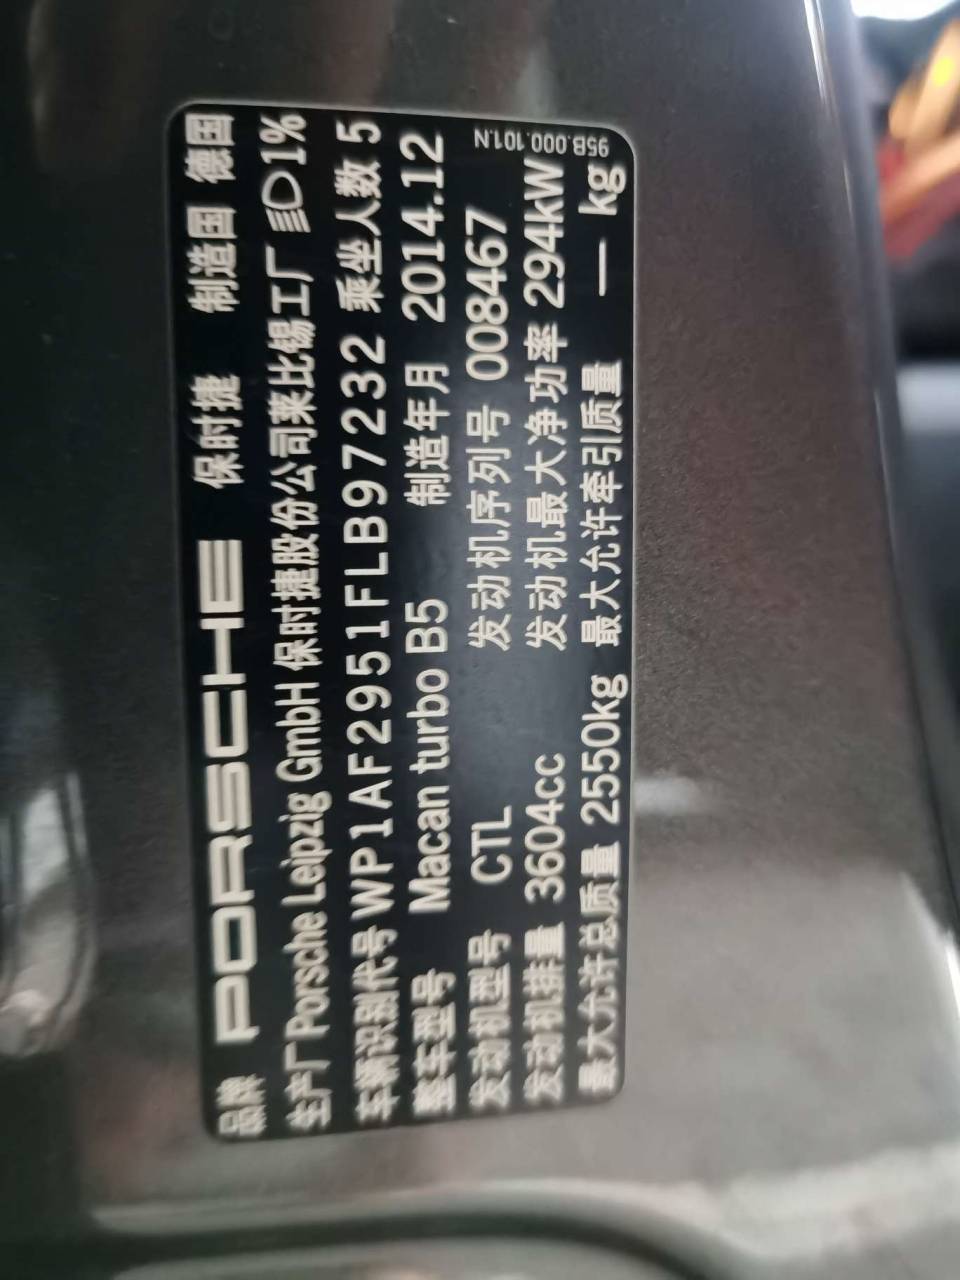 品牌 PORSCHE 保时捷 制造国 德国
生产厂 Porsche Leipzig GmbH 保时捷股份公司莱比锡工厂 1%
车辆识别代号 WP1AF2951FLB97232 乘坐人数 5
整车型号 Macan turbo B5 制造年月 2014.12
发动机型号 CTL 发动机序列号 008467
发动机排量 3604cc 发动机最大净功率 294kW
最大允许总质量 2550kg 最大允许牵引质量 — kg
95B.000.101.N